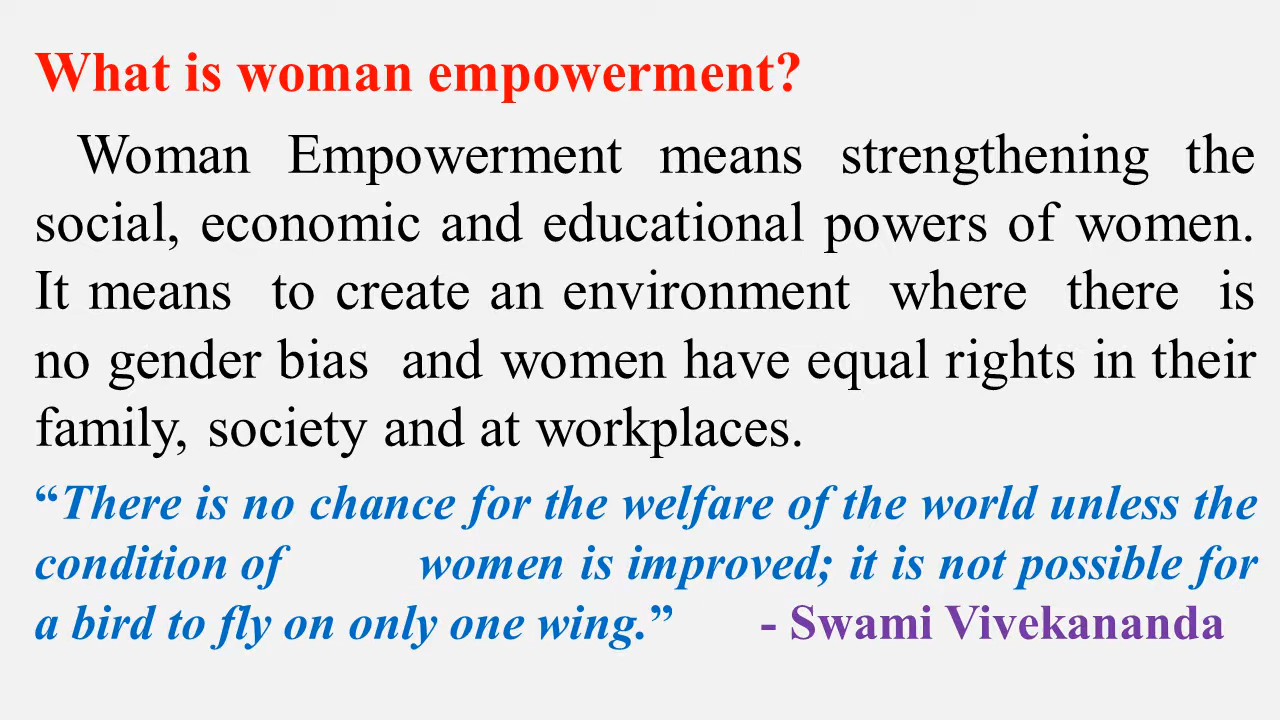 What is woman empowerment?
Woman Empowerment means strengthening the
social, economic and educational powers of women.
It means to create an environment where there is
no gender bias and women have equal rights in their
family, society and at workplaces.
“There is no chance for the welfare of the world unless the
condition of women is improved; it is not possible for
a bird to fly on only one wing.” - Swami Vivekananda